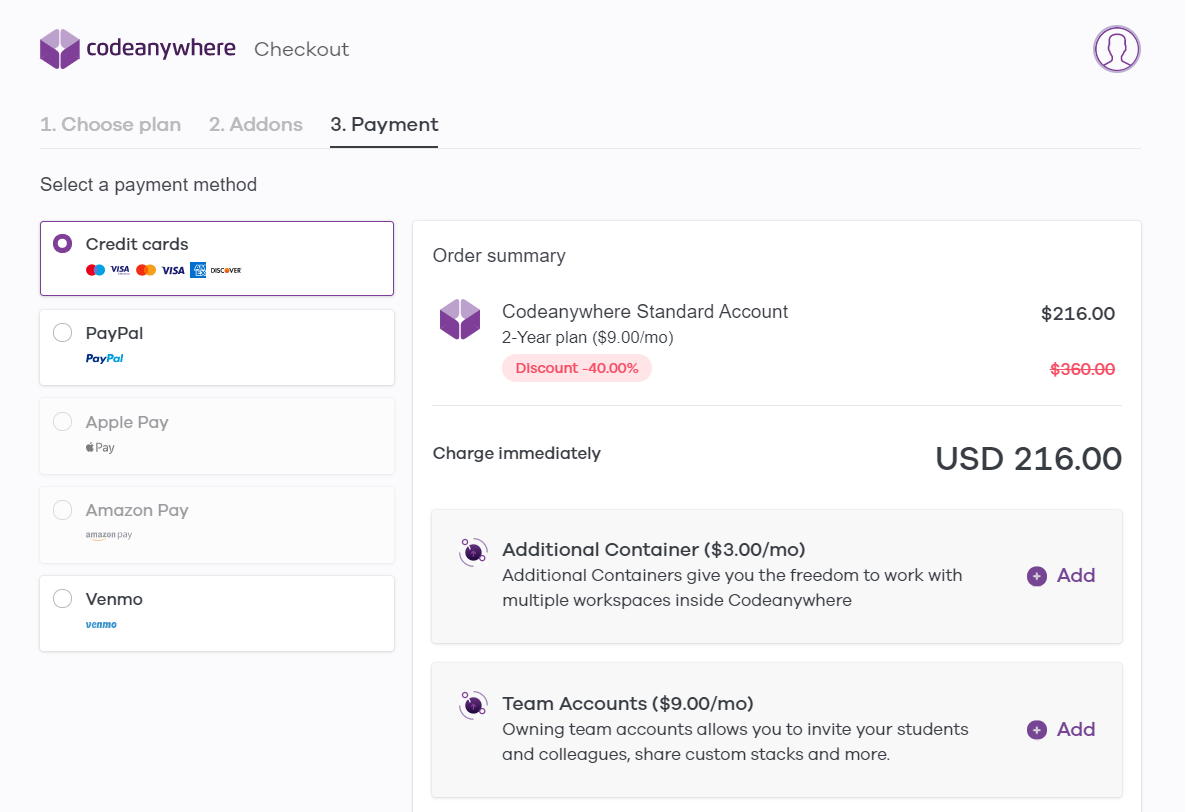 codeanywhere Checkout
1. Choose plan 2. Addons 3. Payment
Select a payment method
Credit cards
VISA VISA AMEX DISCOVER
PayPal
PayPal
Apple Pay
Pay
Amazon Pay
amazon pay
Venmo
venmo
Order summary
Codeanywhere Standard Account $216.00
2-Year plan ($9.00/mo)
Discount -40.00% $360.00
Charge immediately USD 216.00
Additional Container ($3.00/mo)
Additional Containers give you the freedom to work with
multiple workspaces inside Codeanywhere
Add
Team Accounts ($9.00/mo)
Owning team accounts allows you to invite your students
and colleagues, share custom stacks and more.
Add